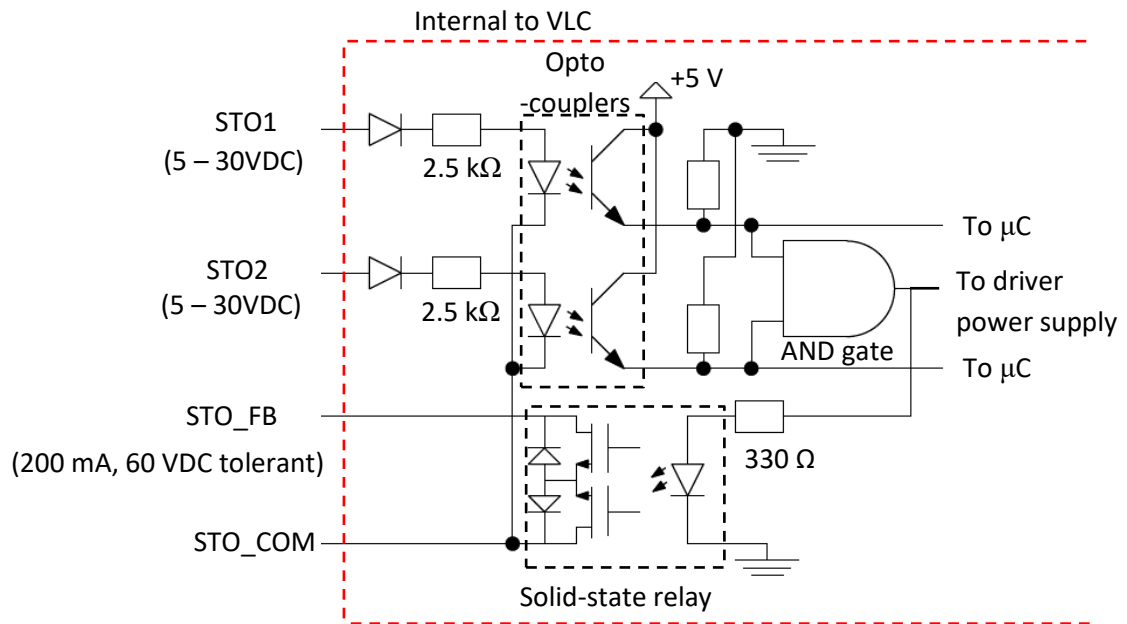 Internal to VLC
Opto
-couplers
+5 V
STO1
(5 – 30VDC)
2.5 kΩ
To μC
STO2
(5 – 30VDC)
2.5 kΩ
To driver
power supply
AND gate
To μC
STO_FB
(200 mA, 60 VDC tolerant)
330 Ω
STO_COM
Solid-state relay